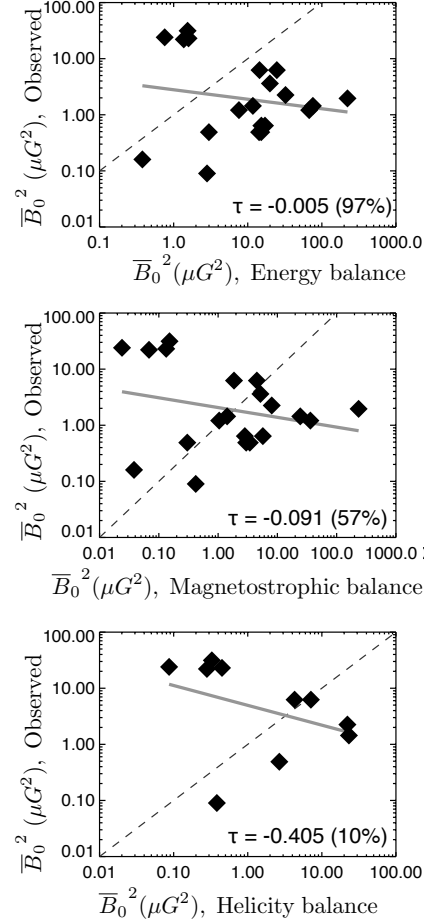 100.00
10.00
1.00
0.10
0.01
B̅₀² (μG²), Observed
τ = -0.005 (97%)
0.1 1.0 10.0 100.0 1000.0
B̅₀²(μG²), Energy balance
100.00
10.00
1.00
0.10
0.01
B̅₀² (μG²), Observed
τ = -0.091 (57%)
0.01 0.10 1.00 10.00 100.00
B̅₀²(μG²), Magnetostrophic balance
100.00
10.00
1.00
0.10
0.01
B̅₀² (μG²), Observed
τ = -0.405 (10%)
0.01 0.10 1.00 10.00 100.00
B̅₀²(μG²), Helicity balance